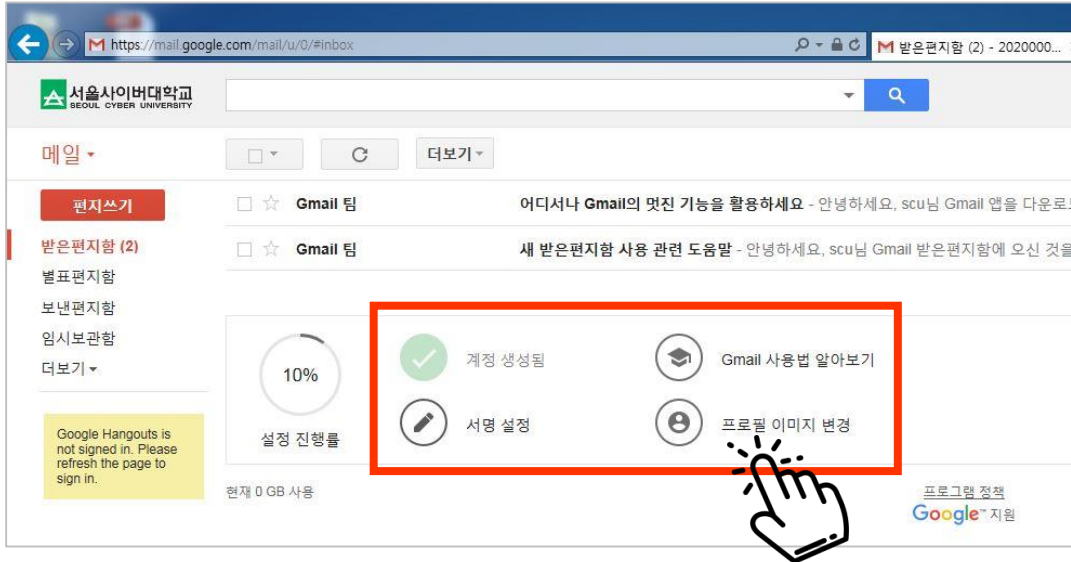 https://mail.google.com/mail/u/0/#inbox
받은편지함 (2) - 2020000...
서울사이버대학교
SEOUL CYBER UNIVERSITY
메일
더보기
편지쓰기
Gmail 팀 어디서나 Gmail의 멋진 기능을 활용하세요 - 안녕하세요, scu님 Gmail 앱을 다운로
받은편지함 (2)
Gmail 팀 새 받은편지함 사용 관련 도움말 - 안녕하세요, scu님 Gmail 받은편지함에 오신 것을
별표편지함
보낸편지함
임시보관함
더보기
10%
설정 진행률
계정 생성됨
Gmail 사용법 알아보기
서명 설정
프로필 이미지 변경
Google Hangouts is
not signed in. Please
refresh the page to
sign in.
현재 0 GB 사용
프로그램 정책
Google™ 지원